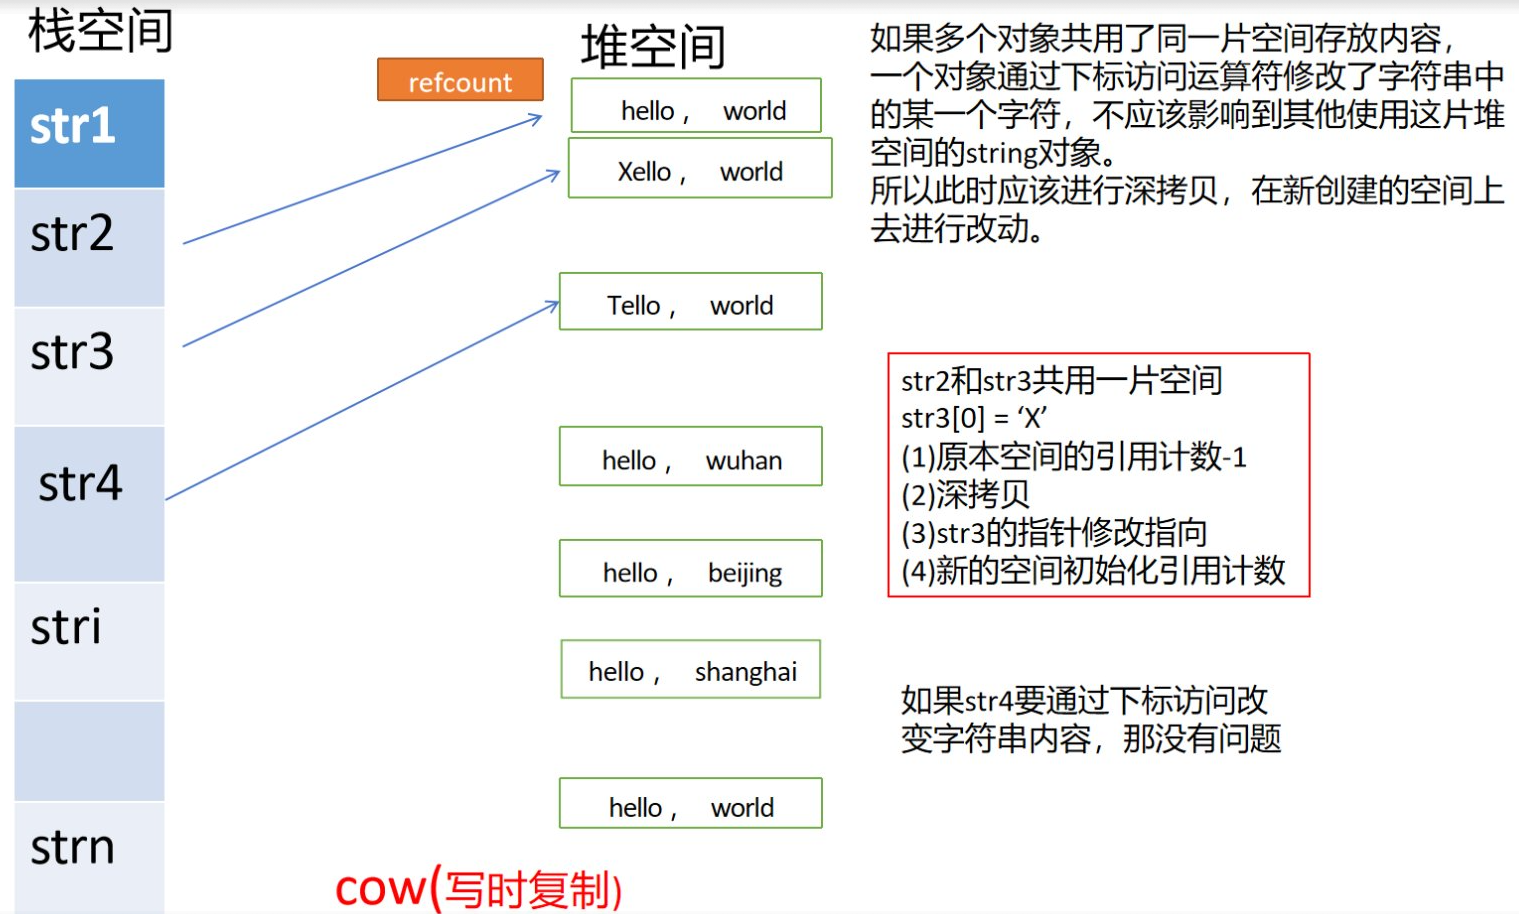 栈空间
str1
str2
str3
str4
stri
strn
堆空间
refcount
hello， world
Xello， world
Tello， world
hello， wuhan
hello， beijing
hello， shanghai
hello， world
cow(写时复制)
如果多个对象共用了同一片空间存放内容，
一个对象通过下标访问运算符修改了字符串中
的某一个字符，不应该影响到其他使用这片堆
空间的string对象。
所以此时应该进行深拷贝，在新创建的空间上
去进行改动。
str2和str3共用一片空间
str3[0] = ‘X’
(1)原本空间的引用计数-1
(2)深拷贝
(3)str3的指针修改指向
(4)新的空间初始化引用计数
如果str4要通过下标访问改
变字符串内容，那没有问题